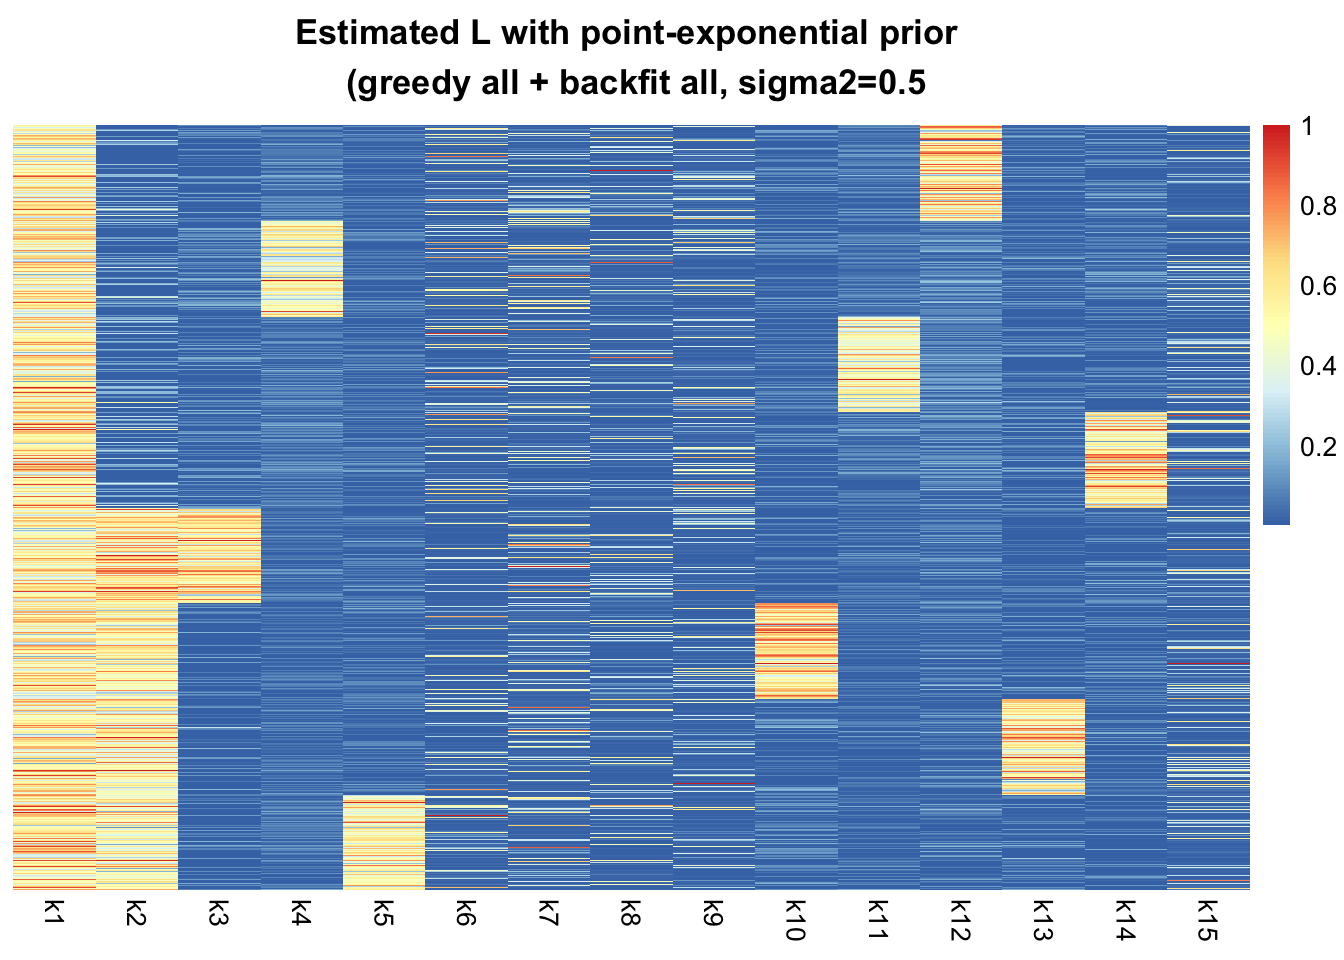 Estimated L with point-exponential prior
(greedy all + backfit all, sigma2=0.5
1
0.8
0.6
0.4
0.2
k1 k2 k3 k4 k5 k6 k7 k8 k9 k10 k11 k12 k13 k14 k15